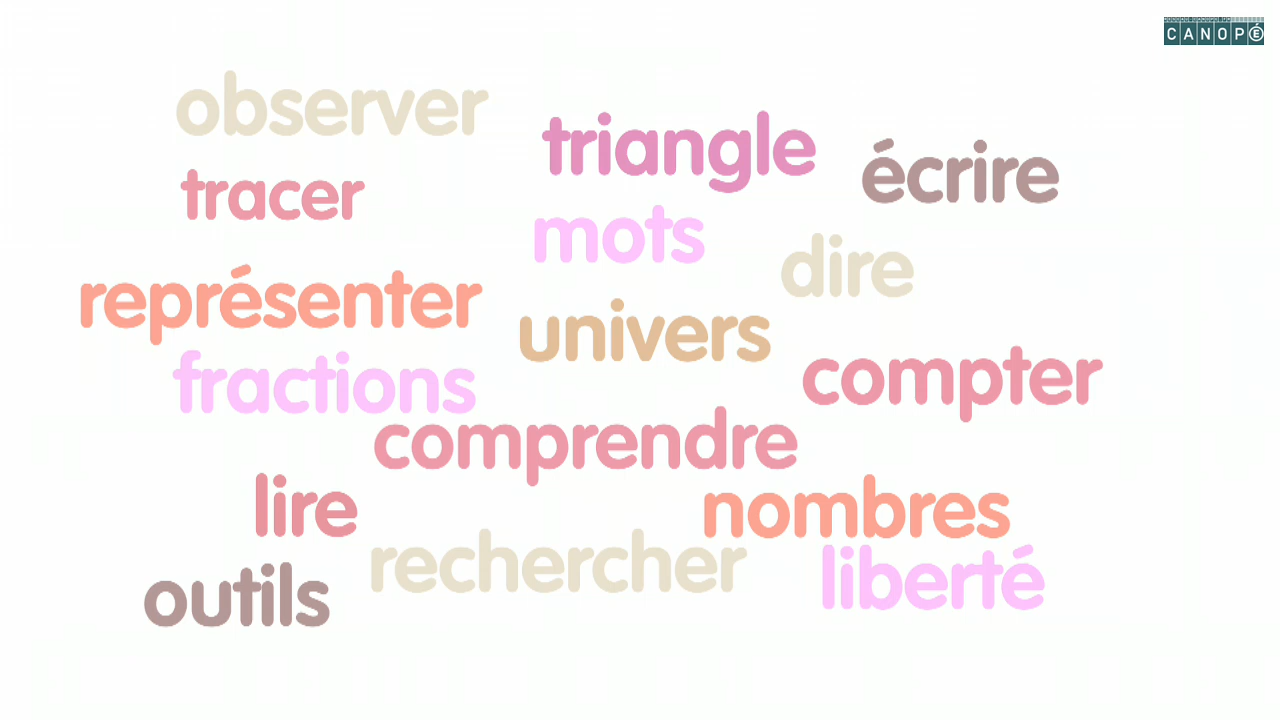 CANOPÉ
observer
triangle
écrire
tracer
mots
dire
représenter
univers
fractions
compter
comprendre
lire
nombres
rechercher
liberté
outils